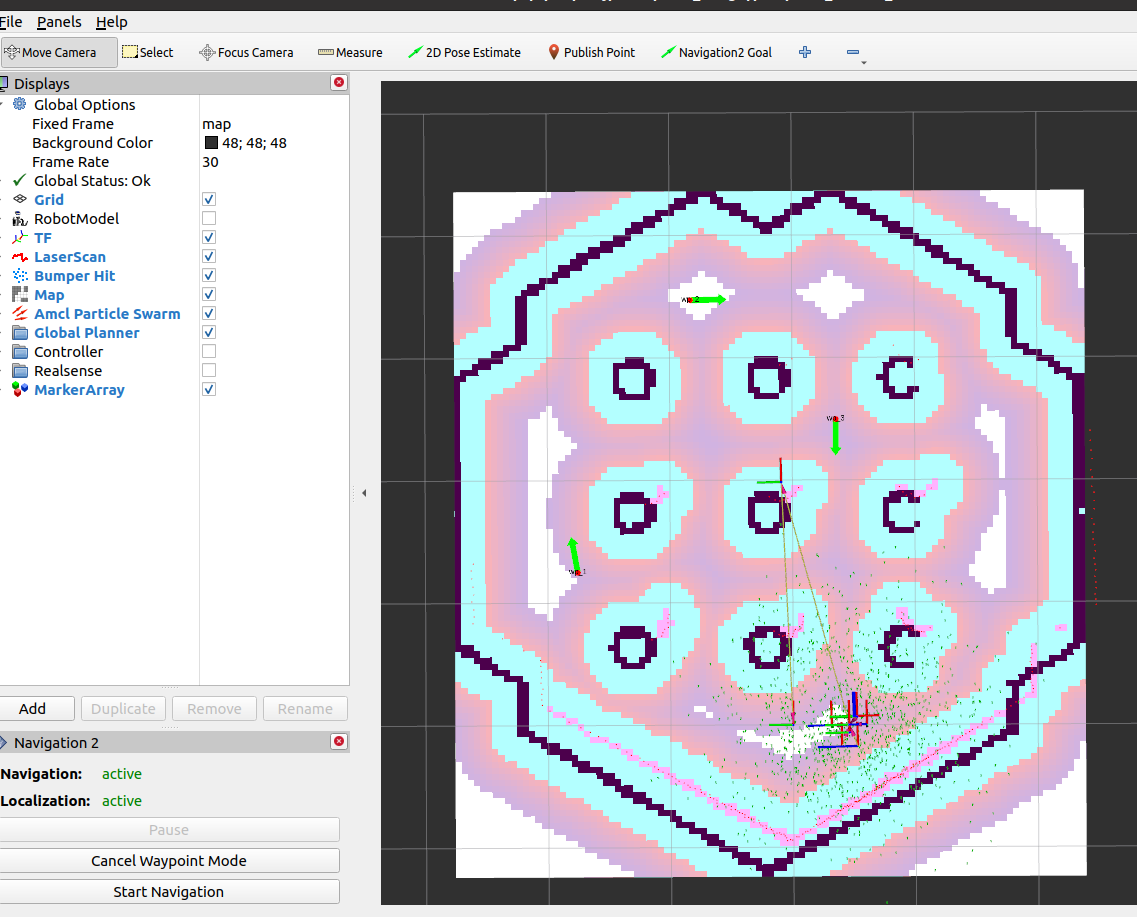 File Panels Help
Move Camera Select Focus Camera Measure 2D Pose Estimate Publish Point Navigation2 Goal
Displays
Global Options
Fixed Frame map
Background Color 48; 48; 48
Frame Rate 30
Global Status: Ok
Grid
RobotModel
TF
LaserScan
Bumper Hit
Map
Amcl Particle Swarm
Global Planner
Controller
Realsense
MarkerArray
Add Duplicate Remove Rename
Navigation 2
Navigation: active
Localization: active
Pause
Cancel Waypoint Mode
Start Navigation